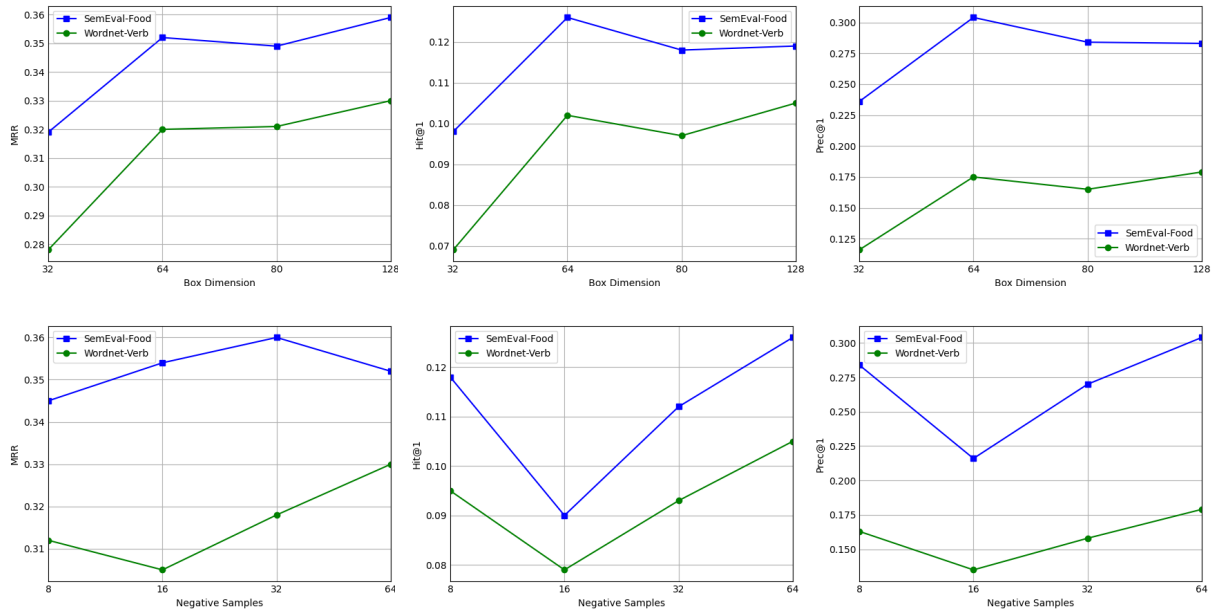 0.36
0.35
0.34
0.33
0.32
0.31
0.30
0.29
0.28
MRR
SemEval-Food
Wordnet-Verb
32
64
80
128
Box Dimension
0.12
0.11
0.10
0.09
0.08
0.07
Hit@1
SemEval-Food
Wordnet-Verb
32
64
80
128
Box Dimension
0.300
0.275
0.250
0.225
0.200
0.175
0.150
0.125
Prec@1
SemEval-Food
Wordnet-Verb
32
64
80
128
Box Dimension
0.36
0.35
0.34
0.33
0.32
0.31
MRR
SemEval-Food
Wordnet-Verb
8
16
32
64
Negative Samples
0.12
0.11
0.10
0.09
0.08
Hit@1
SemEval-Food
Wordnet-Verb
8
16
32
64
Negative Samples
0.300
0.275
0.250
0.225
0.200
0.175
0.150
Prec@1
SemEval-Food
Wordnet-Verb
8
16
32
64
Negative Samples